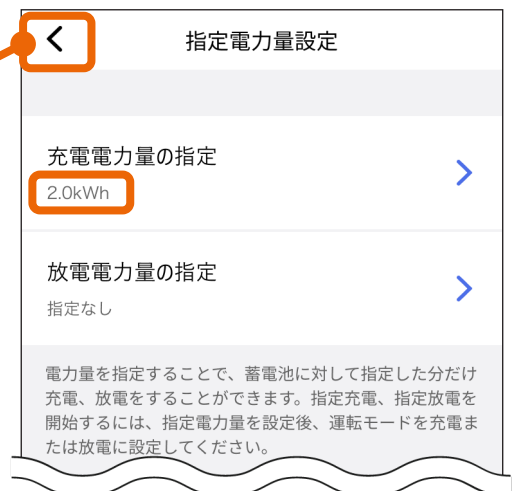 指定電力量設定
充電電力量の指定
2.0kWh
放電電力量の指定
指定なし
電力量を指定することで、蓄電池に対して指定した分だけ
充電、放電をすることができます。指定充電、指定放電を
開始するには、指定電力量を設定後、運転モードを充電ま
たは放電に設定してください。